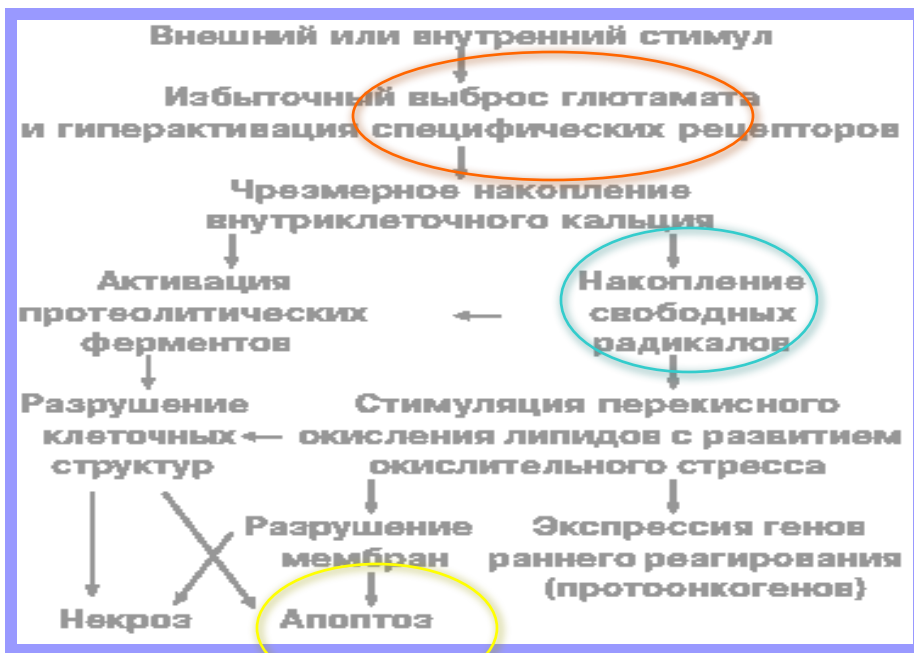 Внешний или внутренний стимул
Избыточный выброс глютамата
и гиперактивация специфических рецепторов
Чрезмерное накопление
внутриклеточного кальция
Активация
протеолитических
ферментов
Накопление
свободных
радикалов
Разрушение
клеточных
структур
Стимуляция перекисного
окисления липидов с развитием
окислительного стресса
Разрушение
мембран
Экспрессия генов
раннего реагирования
(протоонкогенов)
Некроз
Апоптоз